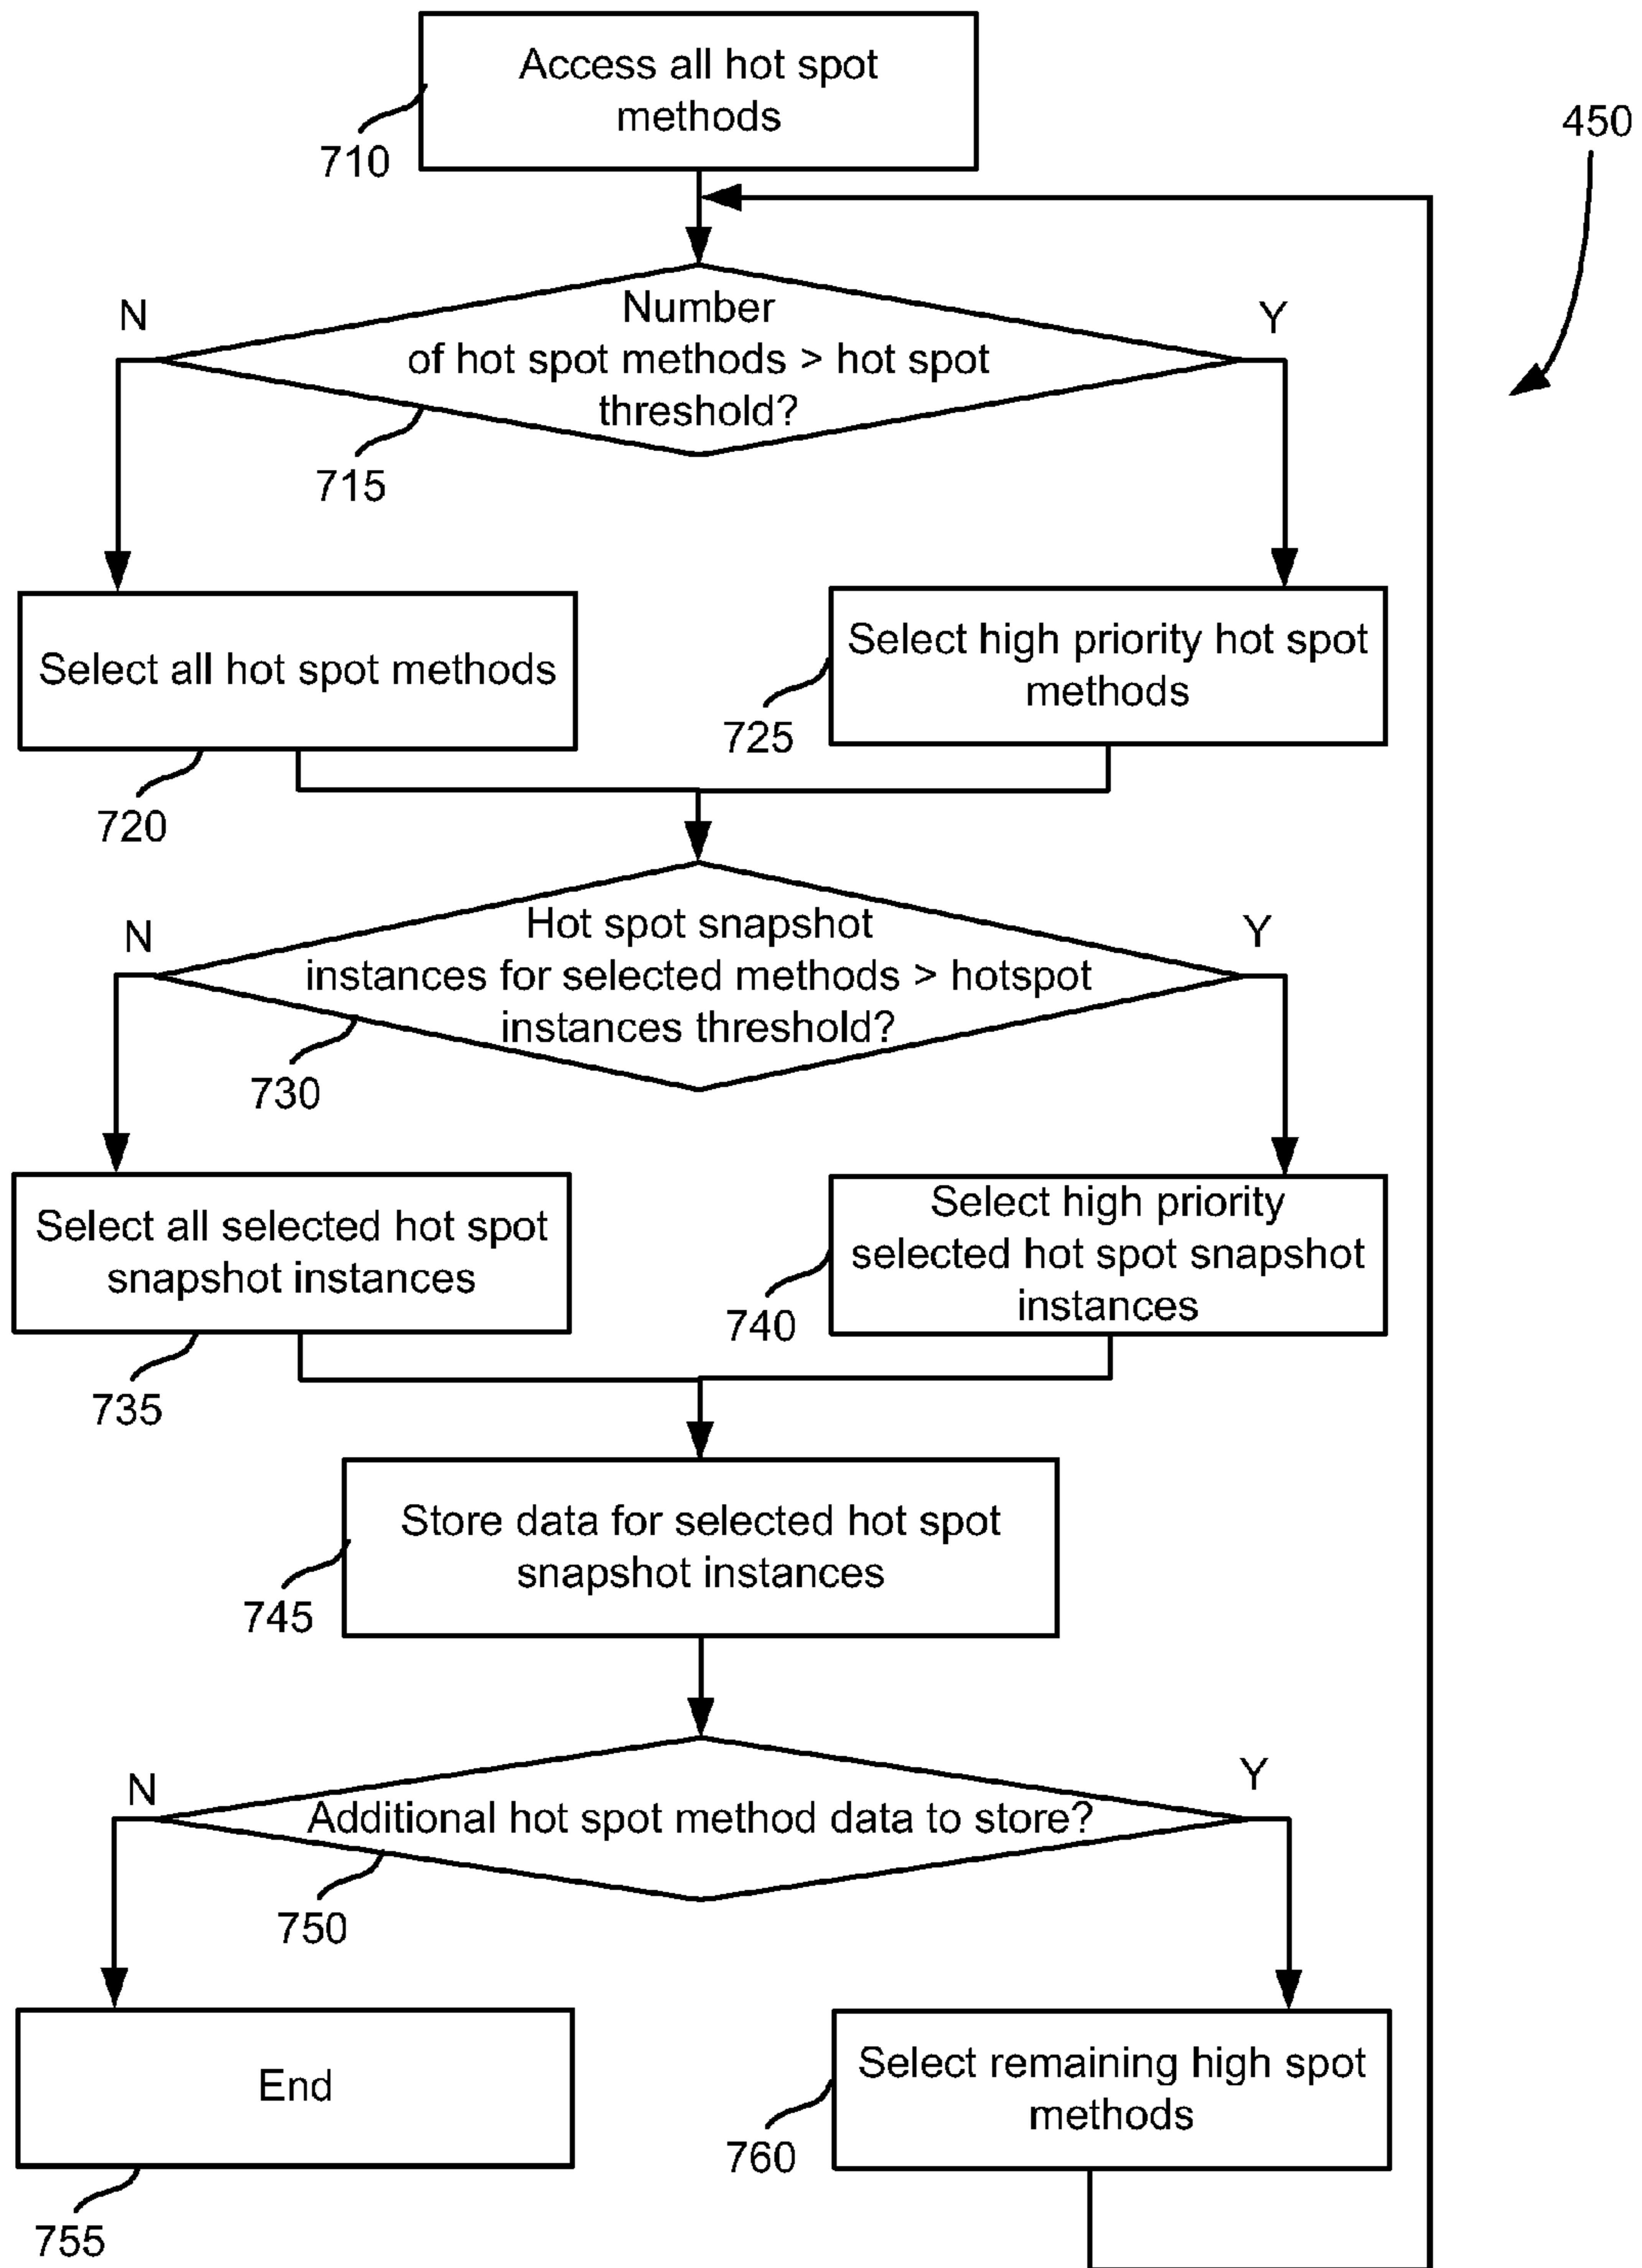 Access all hot spot
methods
710
450
Number
of hot spot methods > hot spot
threshold?
N
Y
715
Select all hot spot methods
720
Select high priority hot spot
methods
725
Hot spot snapshot
instances for selected methods > hotspot
instances threshold?
N
Y
730
Select all selected hot spot
snapshot instances
735
Select high priority
selected hot spot snapshot
instances
740
Store data for selected hot spot
snapshot instances
745
Additional hot spot method data to store?
N
Y
750
End
755
Select remaining high spot
methods
760